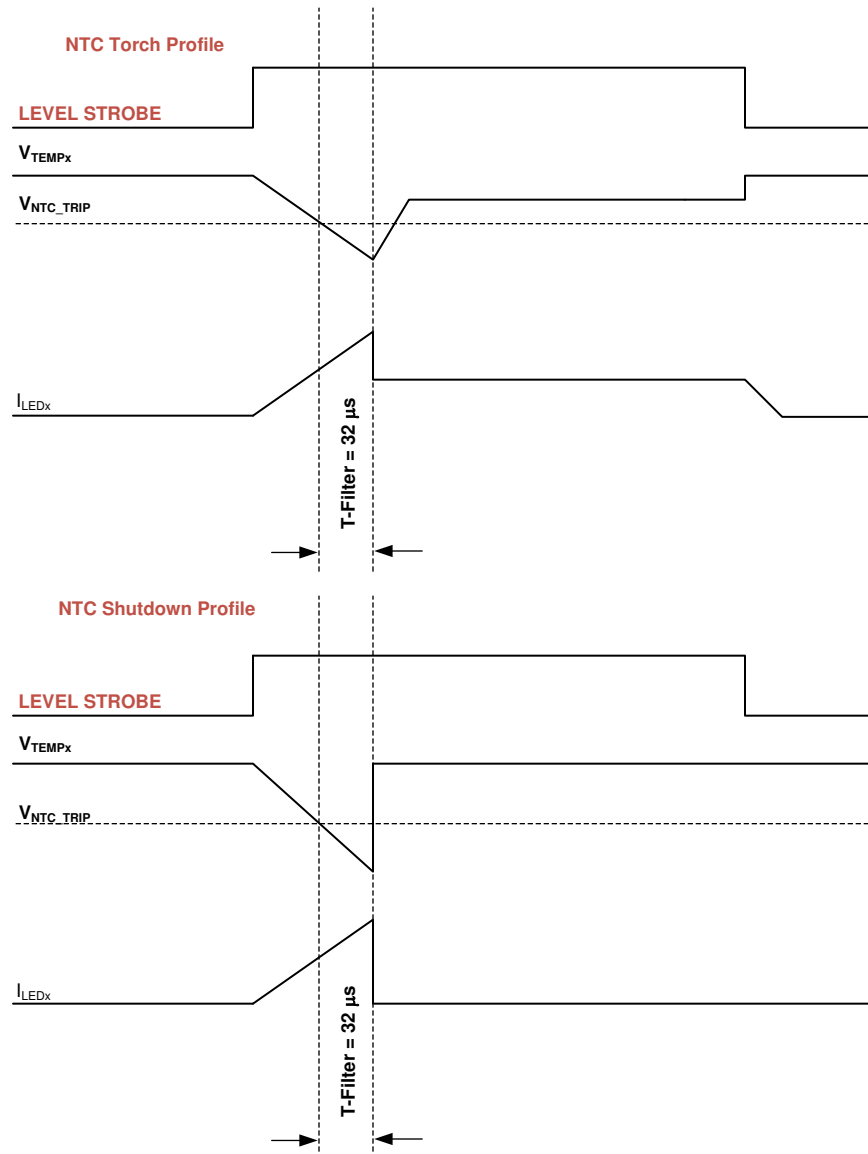 NTC Torch Profile
LEVEL STROBE
VTEMPx
VNTC_TRIP
ILEDx
T-Filter = 32 µs
NTC Shutdown Profile
LEVEL STROBE
VTEMPx
VNTC_TRIP
ILEDx
T-Filter = 32 µs